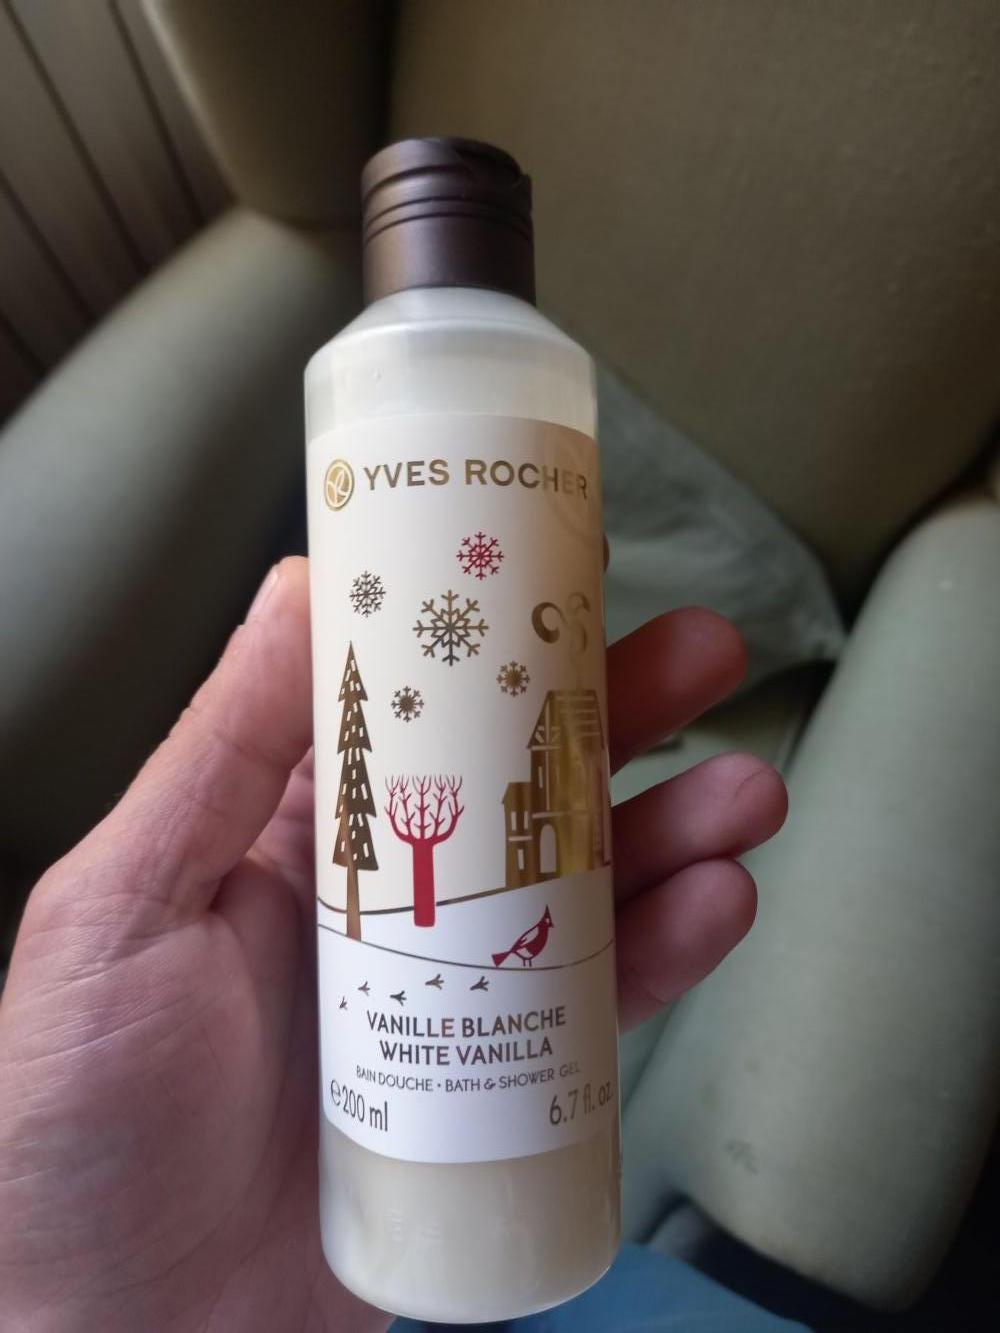 YVES ROCHER
VANILLE BLANCHE
WHITE VANILLA
BAIN DOUCHE • BATH & SHOWER GEL
℮200 ml 6.7 fl. oz.